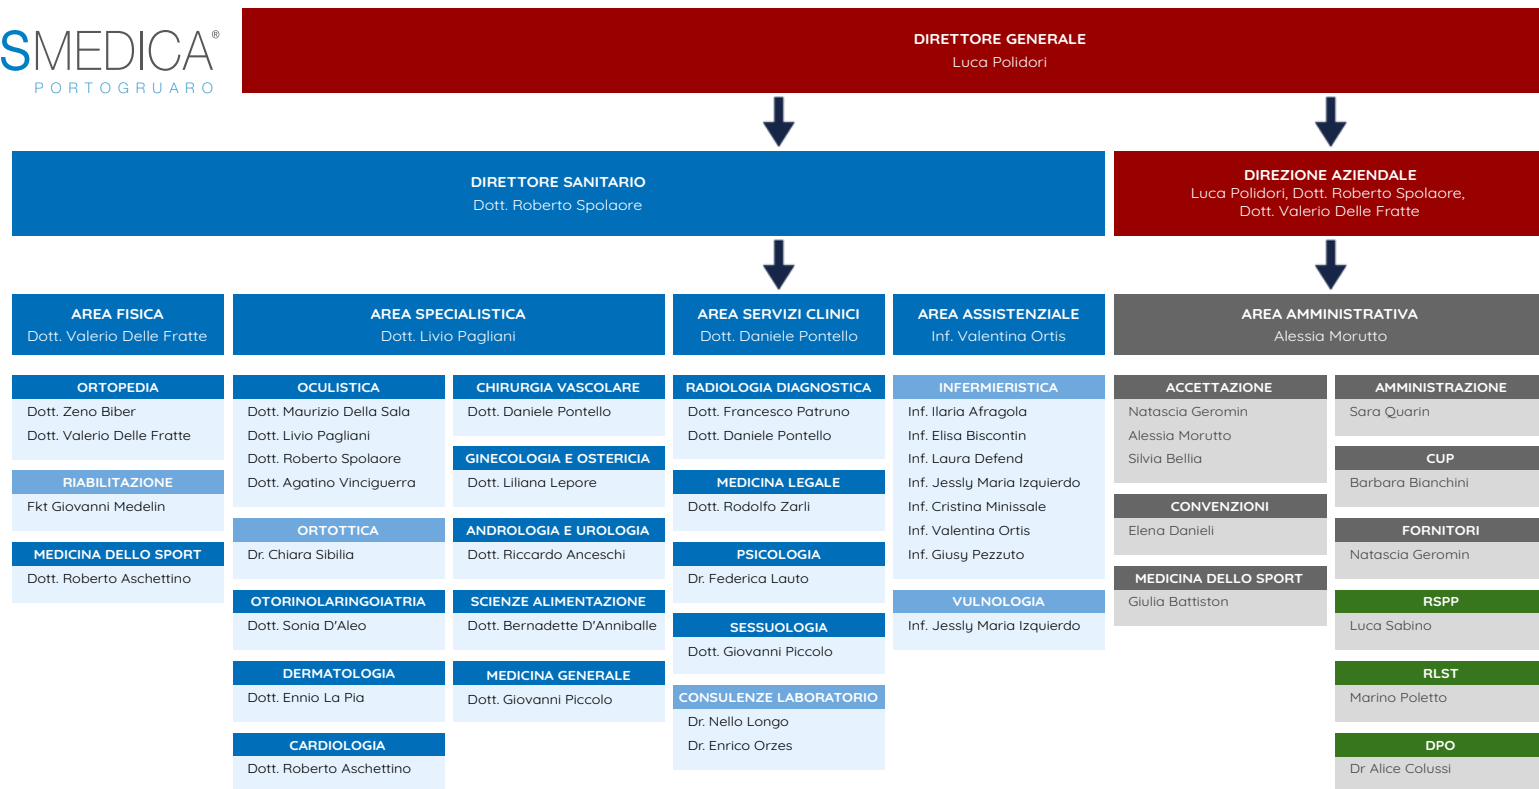 SMEDICA®
PORTOGRUARO
DIRETTORE GENERALE
Luca Polidori
DIRETTORE SANITARIO
Dott. Roberto Spolaore
DIREZIONE AZIENDALE
Luca Polidori, Dott. Roberto Spolaore,
Dott. Valerio Delle Fratte
AREA FISICA
Dott. Valerio Delle Fratte
ORTOPEDIA
Dott. Zeno Biber
Dott. Valerio Delle Fratte
RIABILITAZIONE
Fkt Giovanni Medelin
MEDICINA DELLO SPORT
Dott. Roberto Aschettino
AREA SPECIALISTICA
Dott. Livio Pagliani
OCULISTICA
Dott. Maurizio Della Sala
Dott. Livio Pagliani
Dott. Roberto Spolaore
Dott. Agatino Vinciguerra
ORTOTTICA
Dr. Chiara Sibilia
OTORINOLARINGOIATRIA
Dott. Sonia D'Aleo
DERMATOLOGIA
Dott. Ennio La Pia
CARDIOLOGIA
Dott. Roberto Aschettino
CHIRURGIA VASCOLARE
Dott. Daniele Pontello
GINECOLOGIA E OSTERICIA
Dott. Liliana Lepore
ANDROLOGIA E UROLOGIA
Dott. Riccardo Anceschi
SCIENZE ALIMENTAZIONE
Dott. Bernadette D'Anniballe
MEDICINA GENERALE
Dott. Giovanni Piccolo
AREA SERVIZI CLINICI
Dott. Daniele Pontello
RADIOLOGIA DIAGNOSTICA
Dott. Francesco Patruno
Dott. Daniele Pontello
MEDICINA LEGALE
Dott. Rodolfo Zarli
PSICOLOGIA
Dr. Federica Lauto
SESSUOLOGIA
Dott. Giovanni Piccolo
CONSULENZE LABORATORIO
Dr. Nello Longo
Dr. Enrico Orzes
AREA ASSISTENZIALE
Inf. Valentina Ortis
INFERMIERISTICA
Inf. Ilaria Afragola
Inf. Elisa Biscontin
Inf. Laura Defend
Inf. Jessly Maria Izquierdo
Inf. Cristina Minissale
Inf. Valentina Ortis
Inf. Giusy Pezzuto
VULNOLOGIA
Inf. Jessly Maria Izquierdo
AREA AMMINISTRATIVA
Alessia Morutto
ACCETTAZIONE
Natascia Geromin
Alessia Morutto
Silvia Bellia
CONVENZIONI
Elena Danieli
MEDICINA DELLO SPORT
Giulia Battiston
AMMINISTRAZIONE
Sara Quarin
CUP
Barbara Bianchini
FORNITORI
Natascia Geromin
RSPP
Luca Sabino
RLST
Marino Poletto
DPO
Dr Alice Colussi